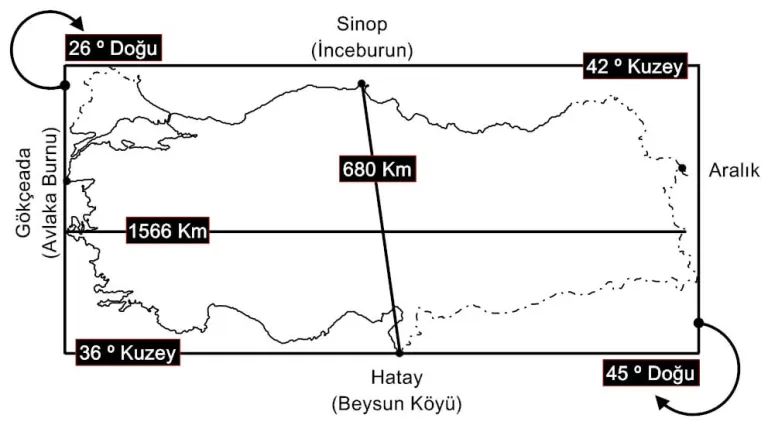 26 º Doğu
Sinop
(İnceburun)
42 º Kuzey
Gökçeada
(Avlaka Burnu)
680 Km
Aralık
1566 Km
36 º Kuzey
Hatay
(Beysun Köyü)
45 º Doğu